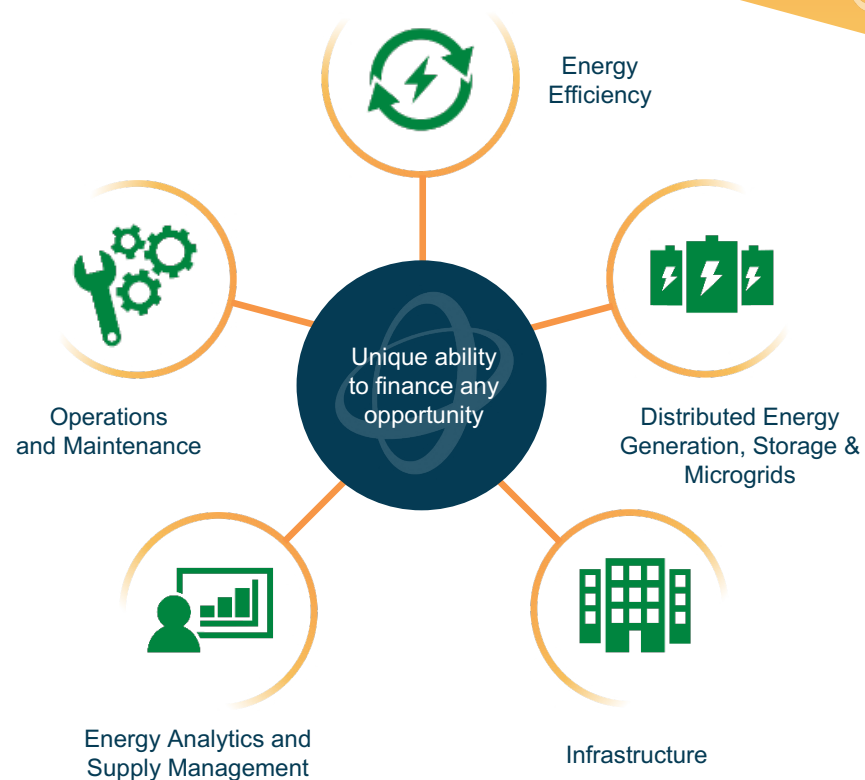 Energy
Efficiency
Unique ability
to finance any
opportunity
Operations
and Maintenance
Distributed Energy
Generation, Storage &
Microgrids
Energy Analytics and
Supply Management
Infrastructure